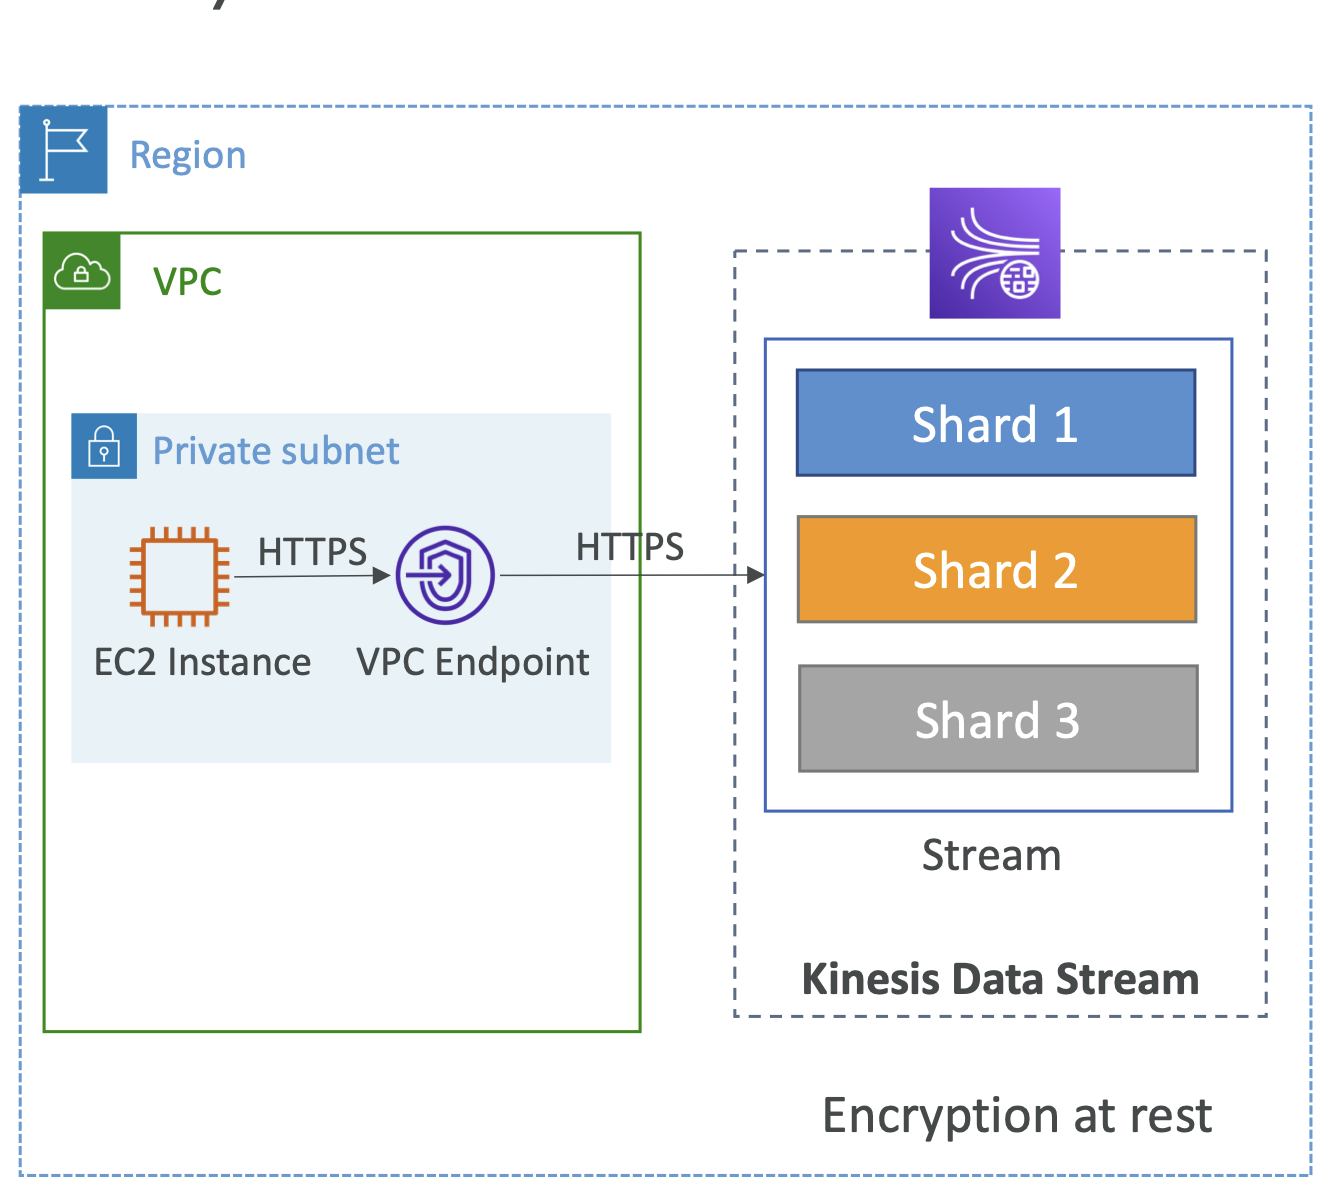 Region
VPC
Private subnet
HTTPS
HTTPS
EC2 Instance
VPC Endpoint
Shard 1
Shard 2
Shard 3
Stream
Kinesis Data Stream
Encryption at rest